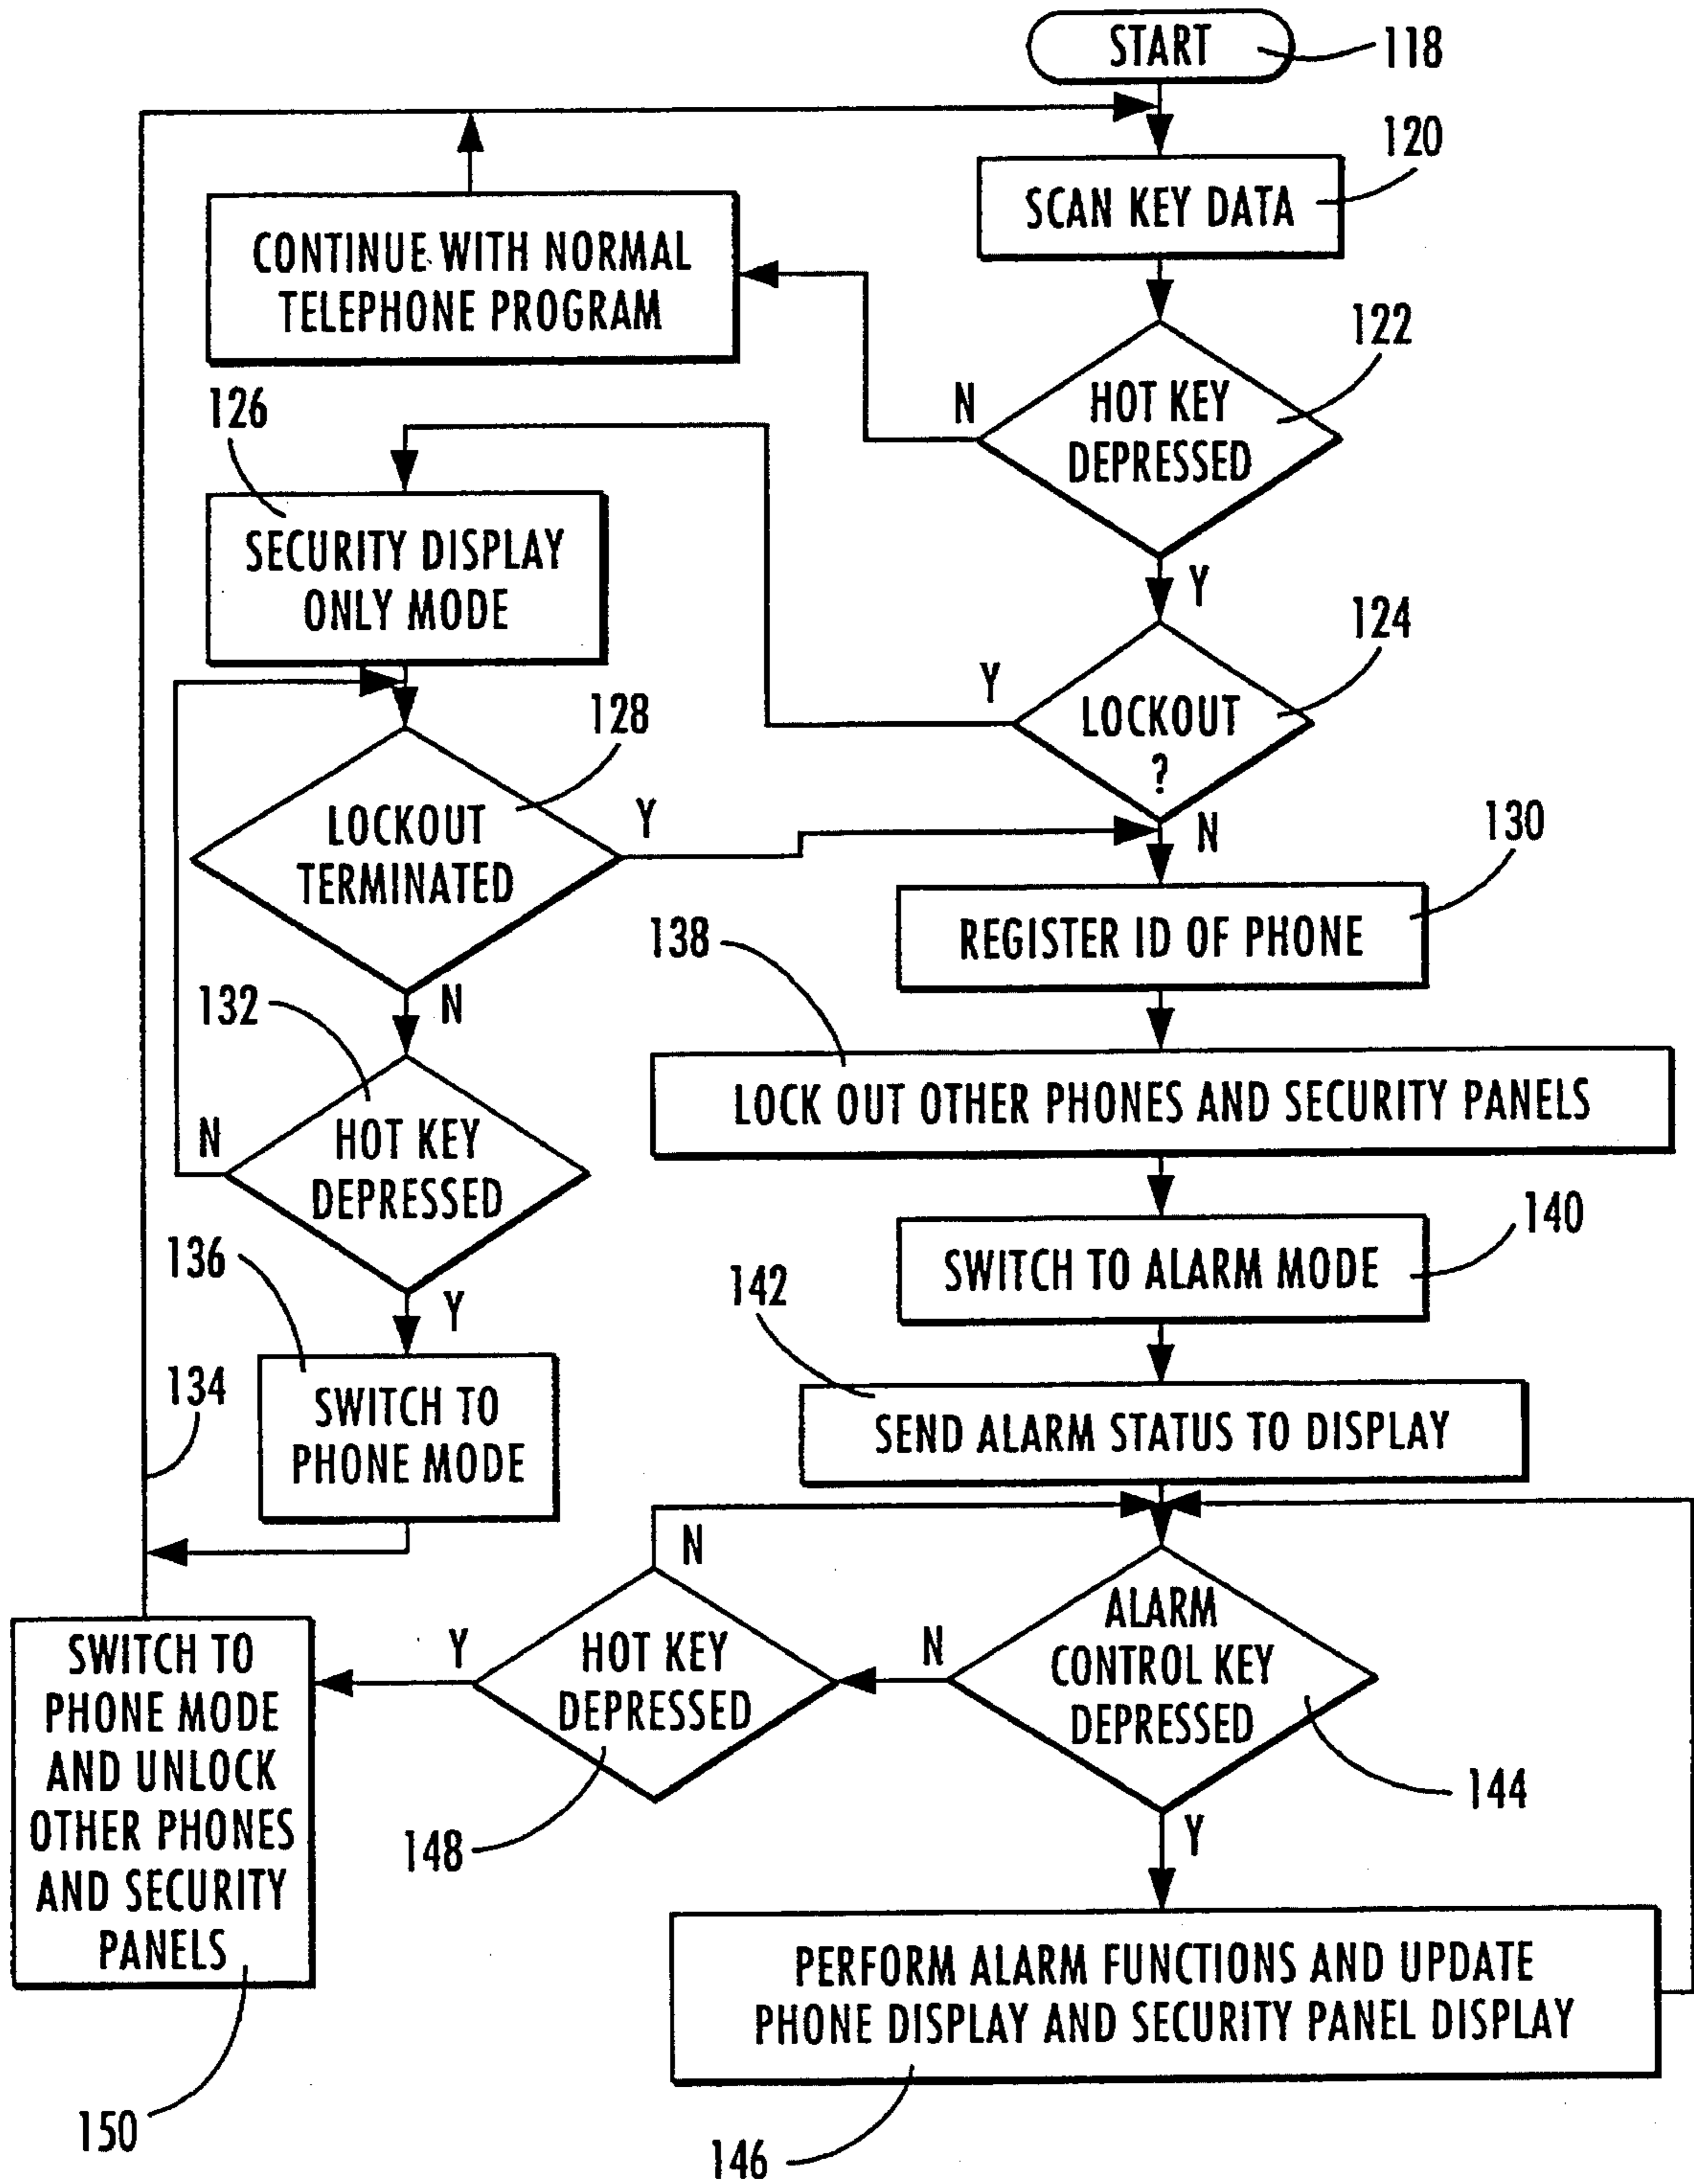 START
118
120
SCAN KEY DATA
CONTINUE WITH NORMAL
TELEPHONE PROGRAM
122
N
HOT KEY
DEPRESSED
Y
126
SECURITY DISPLAY
ONLY MODE
124
Y
LOCKOUT
?
N
128
LOCKOUT
TERMINATED
Y
N
130
REGISTER ID OF PHONE
138
LOCK OUT OTHER PHONES AND SECURITY PANELS
132
N
HOT KEY
DEPRESSED
Y
140
SWITCH TO ALARM MODE
136
SWITCH TO
PHONE MODE
134
142
SEND ALARM STATUS TO DISPLAY
N
ALARM
CONTROL KEY
DEPRESSED
N
144
Y
HOT KEY
DEPRESSED
Y
148
SWITCH TO
PHONE MODE
AND UNLOCK
OTHER PHONES
AND SECURITY
PANELS
150
PERFORM ALARM FUNCTIONS AND UPDATE
PHONE DISPLAY AND SECURITY PANEL DISPLAY
146